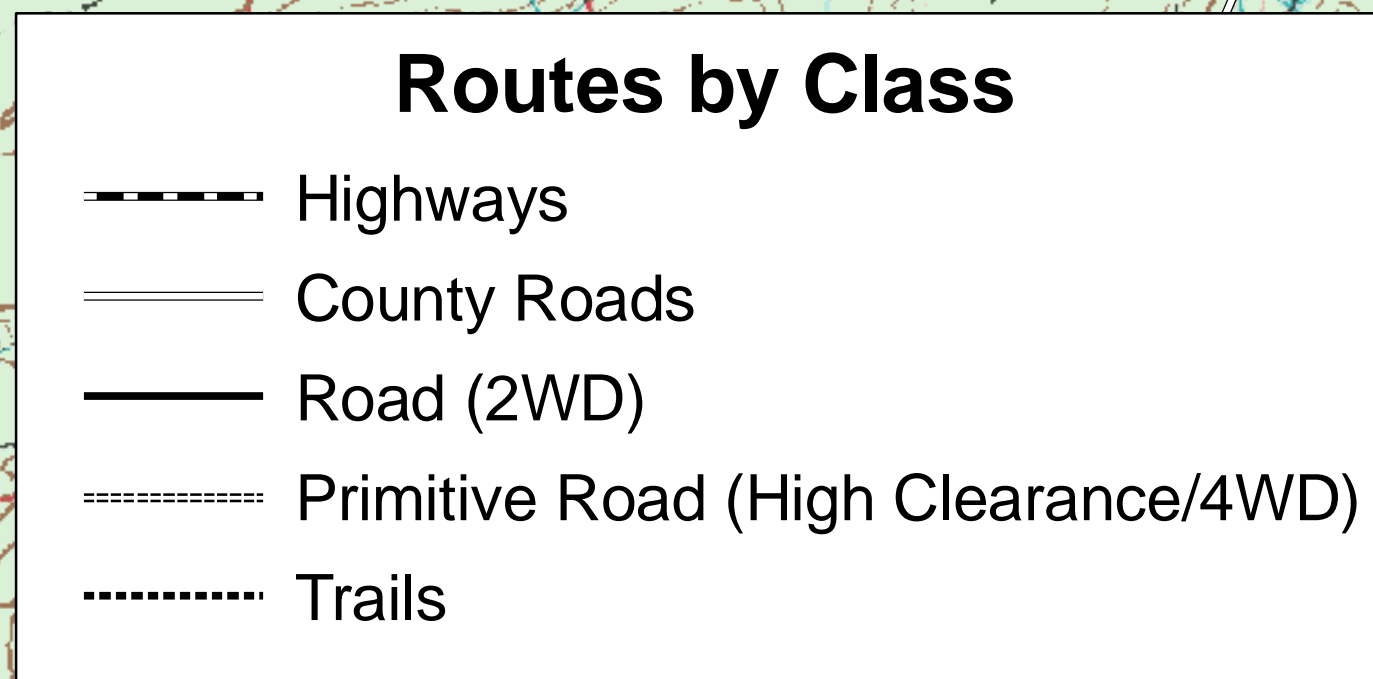 Routes by Class
Highways
County Roads
Road (2WD)
Primitive Road (High Clearance/4WD)
Trails